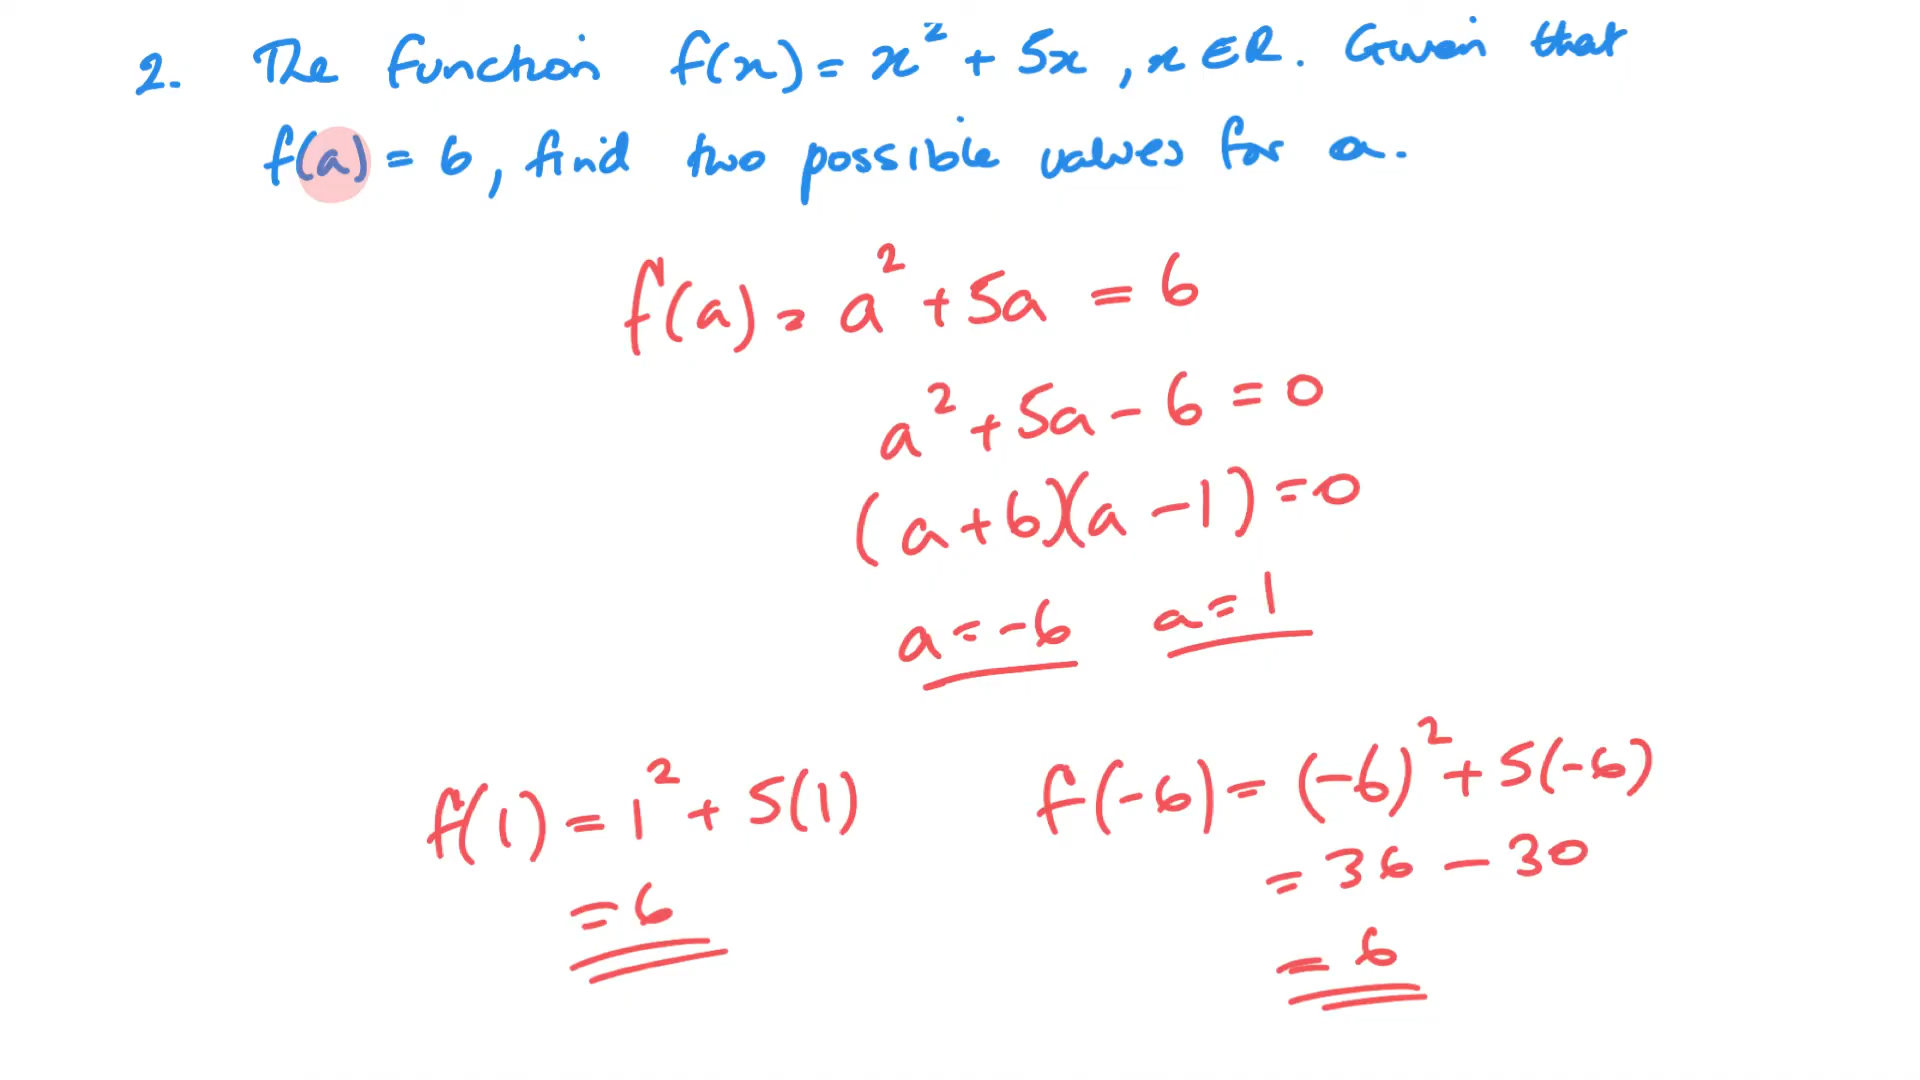 2. The function f(x) = x² + 5x, x ∈ R. Given that
f(a) = 6, find two possible values for a.
f(a) = a² + 5a = 6
a² + 5a - 6 = 0
(a + 6)(a - 1) = 0
a = -6 a = 1
f(1) = 1² + 5(1)
= 6
f(-6) = (-6)² + 5(-6)
= 36 - 30
= 6